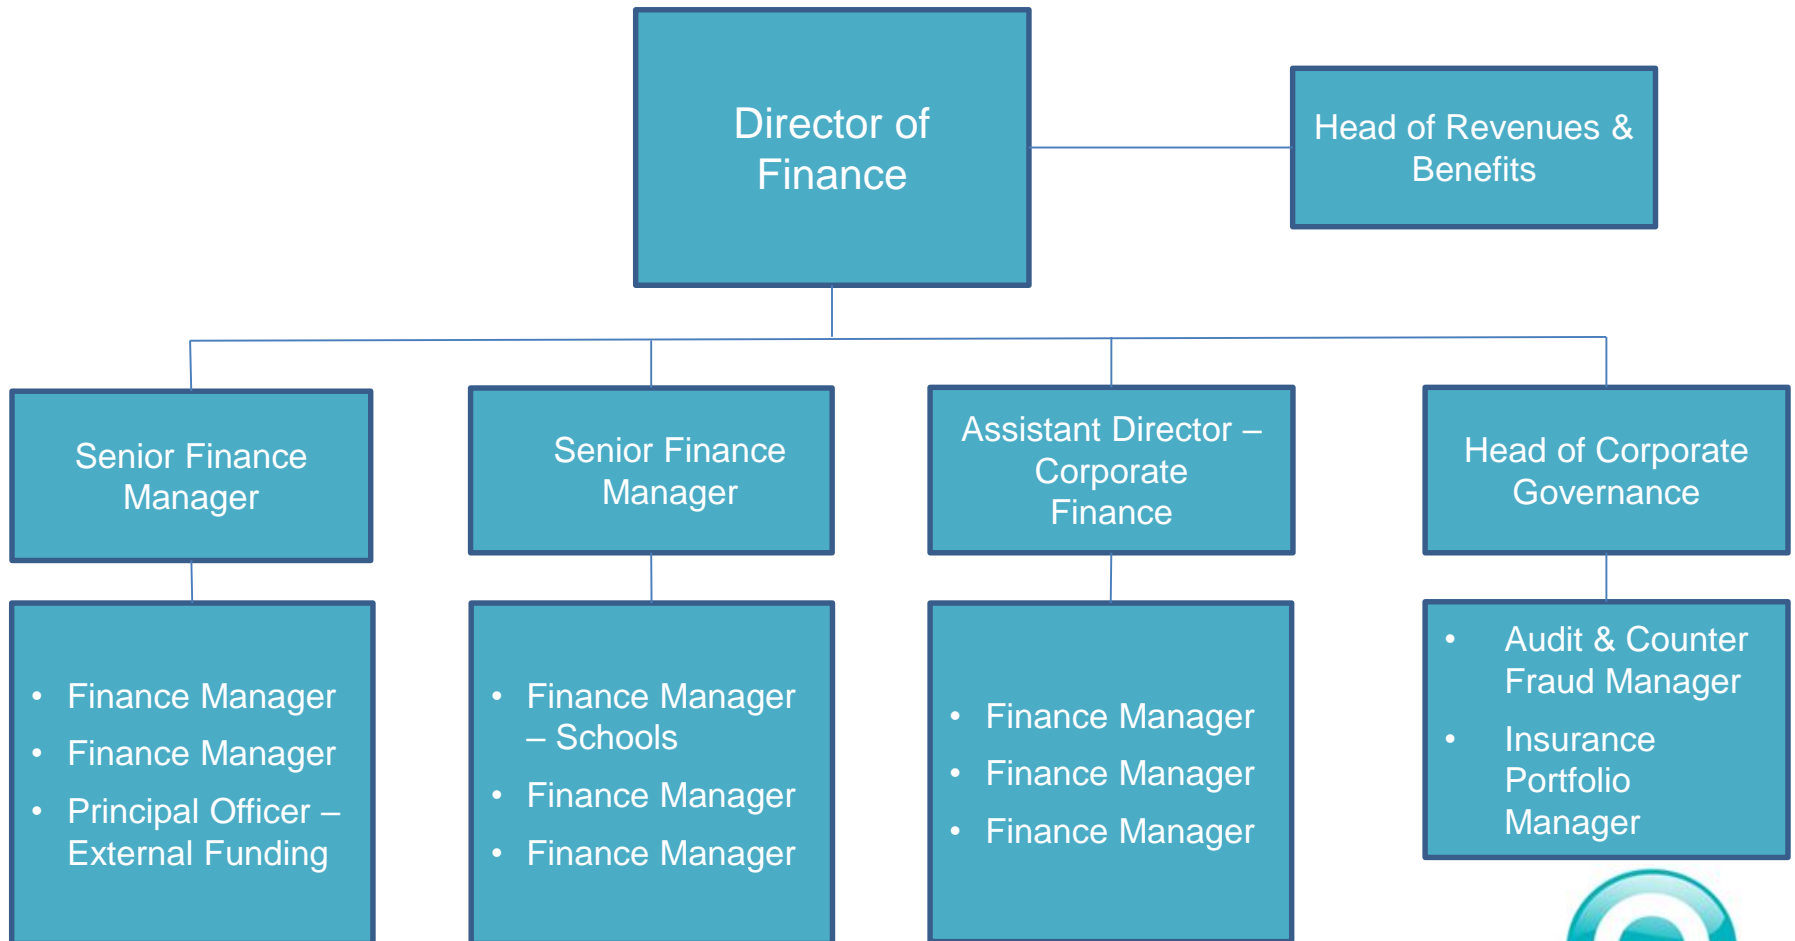 Director of
Finance
Head of Revenues &
Benefits
Senior Finance
Manager
Senior Finance
Manager
Assistant Director –
Corporate
Finance
Head of Corporate
Governance
• Finance Manager
• Finance Manager
• Principal Officer –
External Funding
• Finance Manager
– Schools
• Finance Manager
• Finance Manager
• Finance Manager
• Finance Manager
• Finance Manager
• Audit & Counter
Fraud Manager
• Insurance
Portfolio
Manager